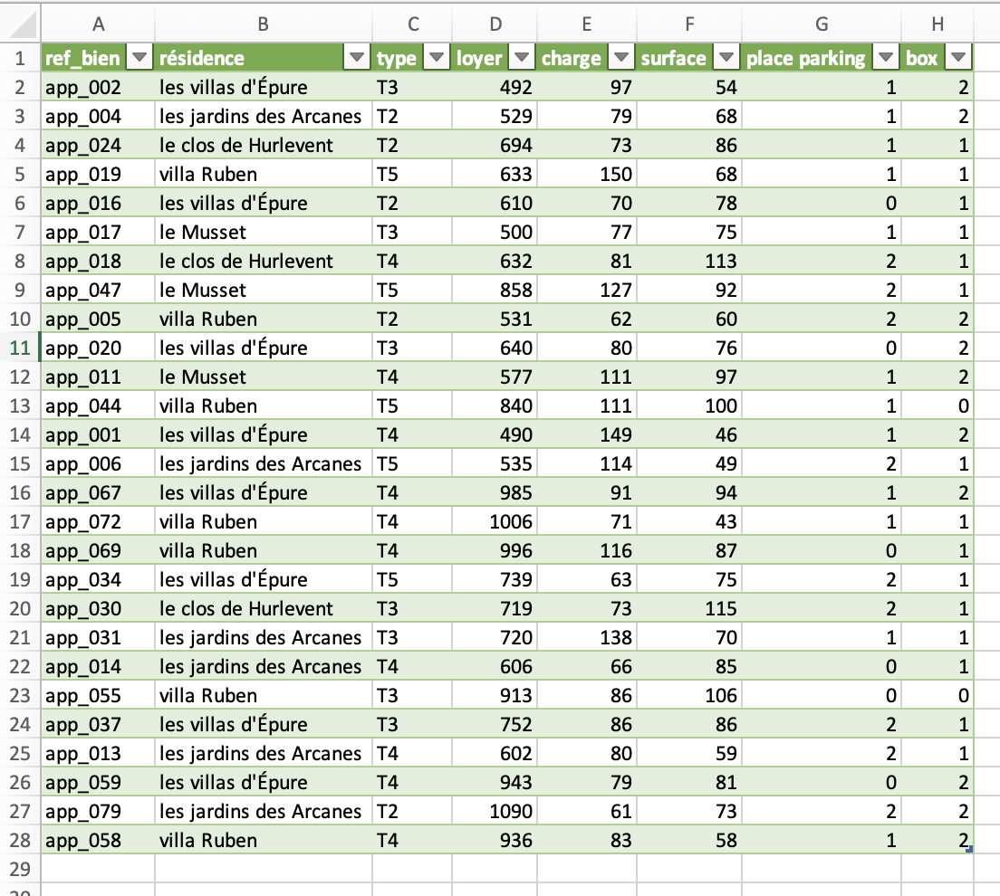 A B C D E F G H
1 ref_bien résidence type loyer charge surface place parking box
2 app_002 les villas d'Épure T3 492 97 54 1 2
3 app_004 les jardins des Arcanes T2 529 79 68 1 2
4 app_024 le clos de Hurlevent T2 694 73 86 1 1
5 app_019 villa Ruben T5 633 150 68 1 1
6 app_016 les villas d'Épure T2 610 70 78 0 1
7 app_017 le Musset T3 500 77 75 1 1
8 app_018 le clos de Hurlevent T4 632 81 113 2 1
9 app_047 le Musset T5 858 127 92 2 1
10 app_005 villa Ruben T2 531 62 60 2 2
11 app_020 les villas d'Épure T3 640 80 76 0 2
12 app_011 le Musset T4 577 111 97 1 2
13 app_044 villa Ruben T5 840 111 100 1 0
14 app_001 les villas d'Épure T4 490 149 46 1 2
15 app_006 les jardins des Arcanes T5 535 114 49 2 1
16 app_067 les villas d'Épure T4 985 91 94 1 2
17 app_072 villa Ruben T4 1006 71 43 1 1
18 app_069 villa Ruben T4 996 116 87 0 1
19 app_034 les villas d'Épure T5 739 63 75 2 1
20 app_030 le clos de Hurlevent T3 719 73 115 2 1
21 app_031 les jardins des Arcanes T3 720 138 70 1 1
22 app_014 les jardins des Arcanes T4 606 66 85 0 1
23 app_055 villa Ruben T3 913 86 106 0 0
24 app_037 les villas d'Épure T3 752 86 86 2 1
25 app_013 les jardins des Arcanes T4 602 80 59 2 1
26 app_059 les villas d'Épure T4 943 79 81 0 2
27 app_079 les jardins des Arcanes T2 1090 61 73 2 2
28 app_058 villa Ruben T4 936 83 58 1 2
29